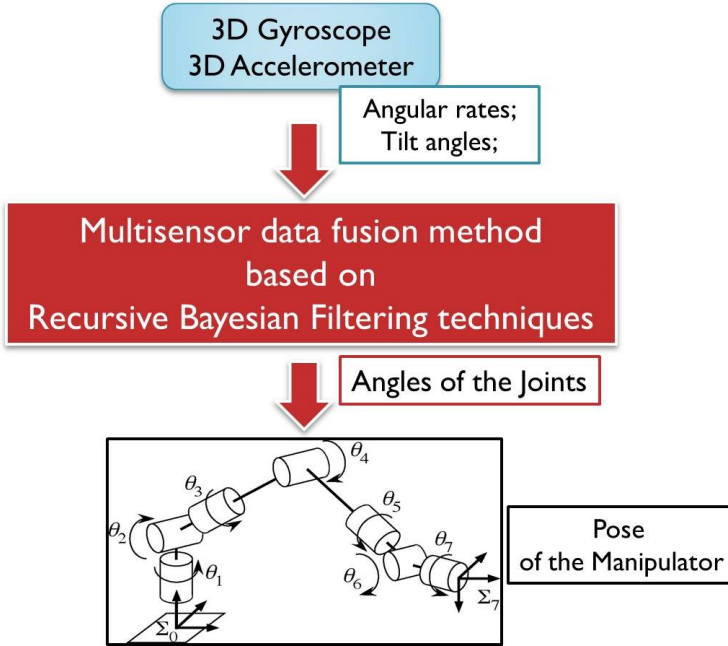 3D Gyroscope
3D Accelerometer
Angular rates;
Tilt angles;
Multisensor data fusion method
based on
Recursive Bayesian Filtering techniques
Angles of the Joints
θ4
θ3
θ5
θ2
θ7
θ1
θ6
Σ7
Σ0
Pose
of the Manipulator